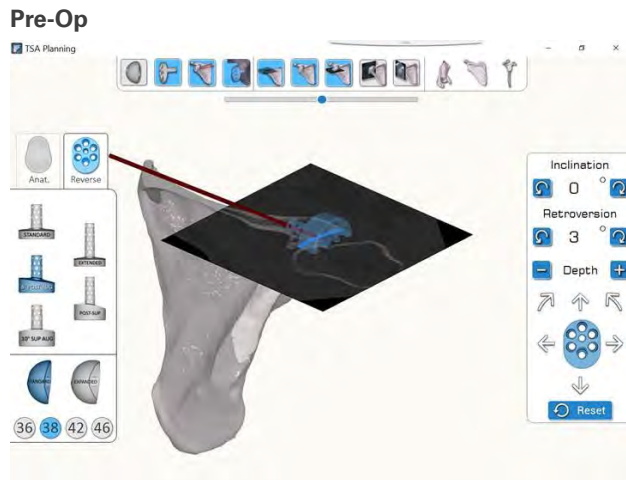 Pre-Op
TSA Planning
Anat.
Reverse
STANDARD
EXTENDED
POST/SUP
10° SUP AUG
STANDARD
EXPANDED
36 38 42 46
Inclination
0 °
Retroversion
3 °
Depth
Reset